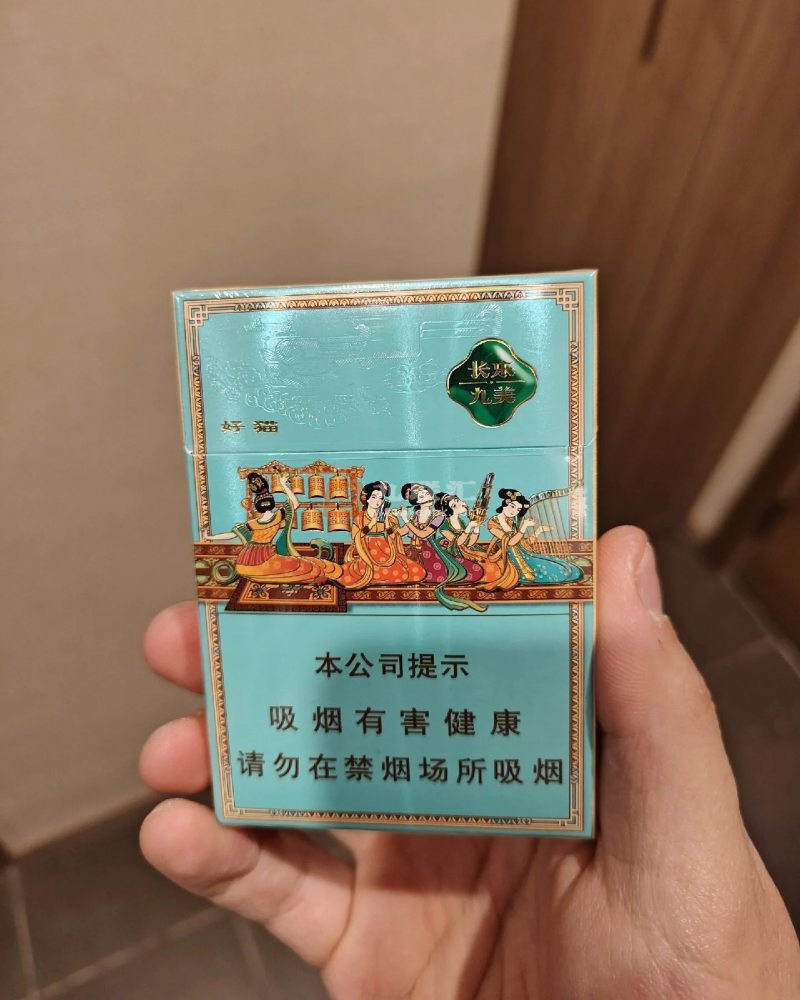 长乐
九美
好猫
本公司提示
吸烟有害健康
请勿在禁烟场所吸烟